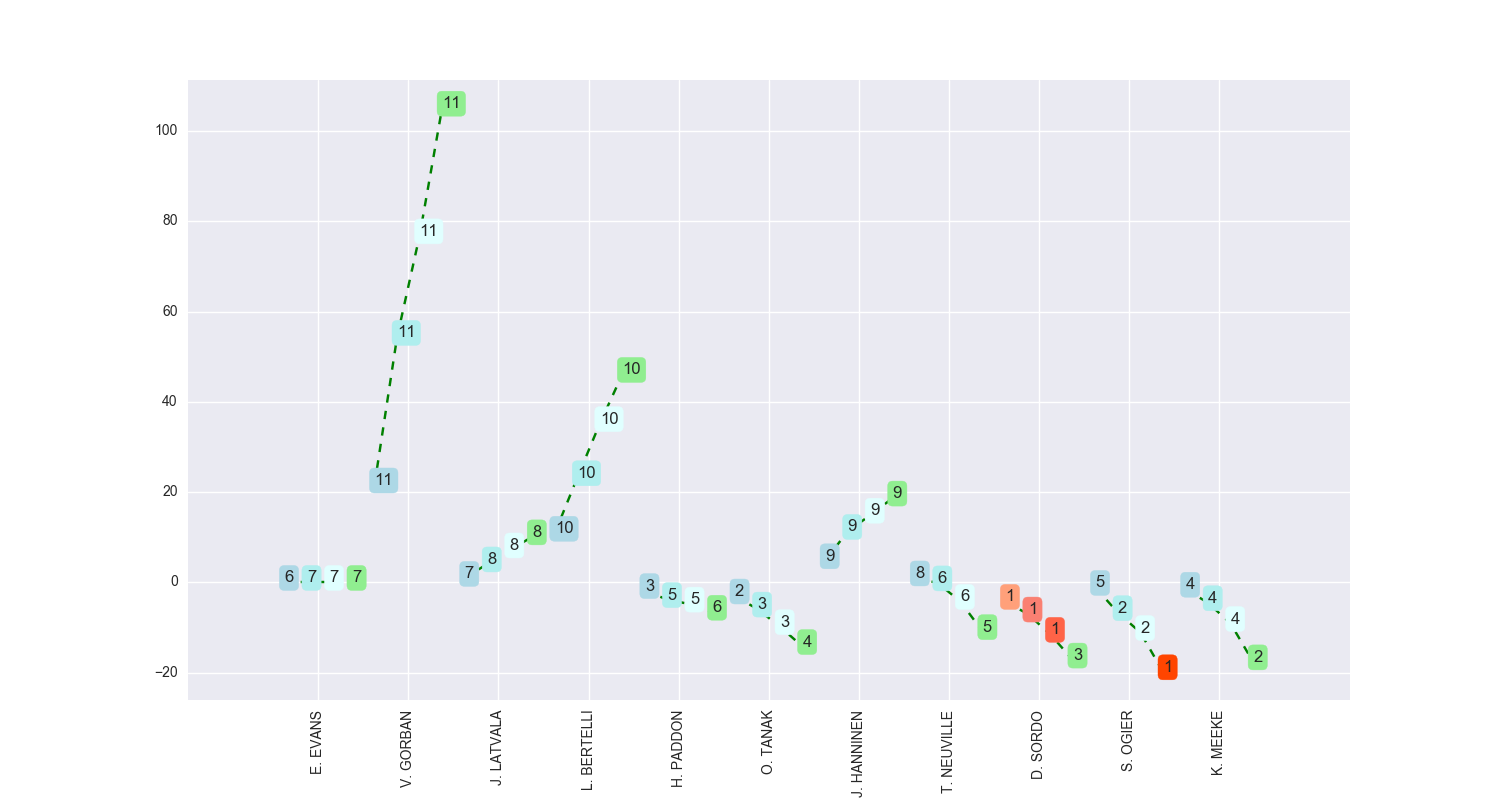 100
80
60
40
20
0
−20
6 7 7 7
11 11 11 11
7 8 8 8
10 10 10 10
3 5 5 6
2 3 3 4
9 9 9 9
8 6 6 5
1 1 1 3
5 2 2 1
4 4 4 2
E. EVANS
V. GORBAN
J. LATVALA
L. BERTELLI
H. PADDON
O. TANAK
J. HANNINEN
T. NEUVILLE
D. SORDO
S. OGIER
K. MEEKE